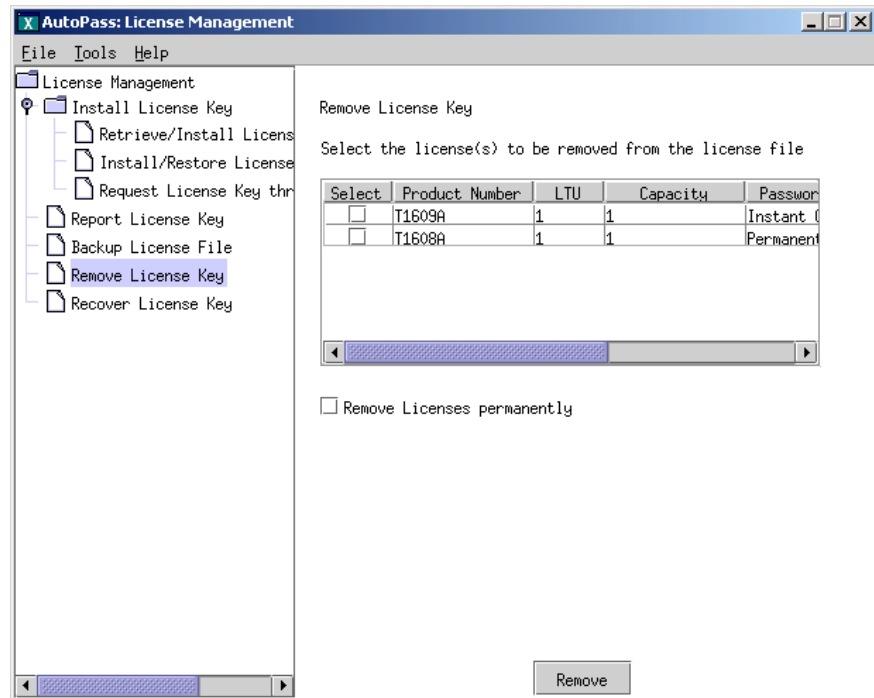 AutoPass: License Management
File Tools Help
License Management
Install License Key
Retrieve/Install Licens
Install/Restore License
Request License Key thr
Report License Key
Backup License File
Remove License Key
Recover License Key
Remove License Key
Select the license(s) to be removed from the license file
Select Product Number LTU Capacity Passwor
T1609A 1 1 Instant
T1608A 1 1 Permanent
Remove Licenses permanently
Remove